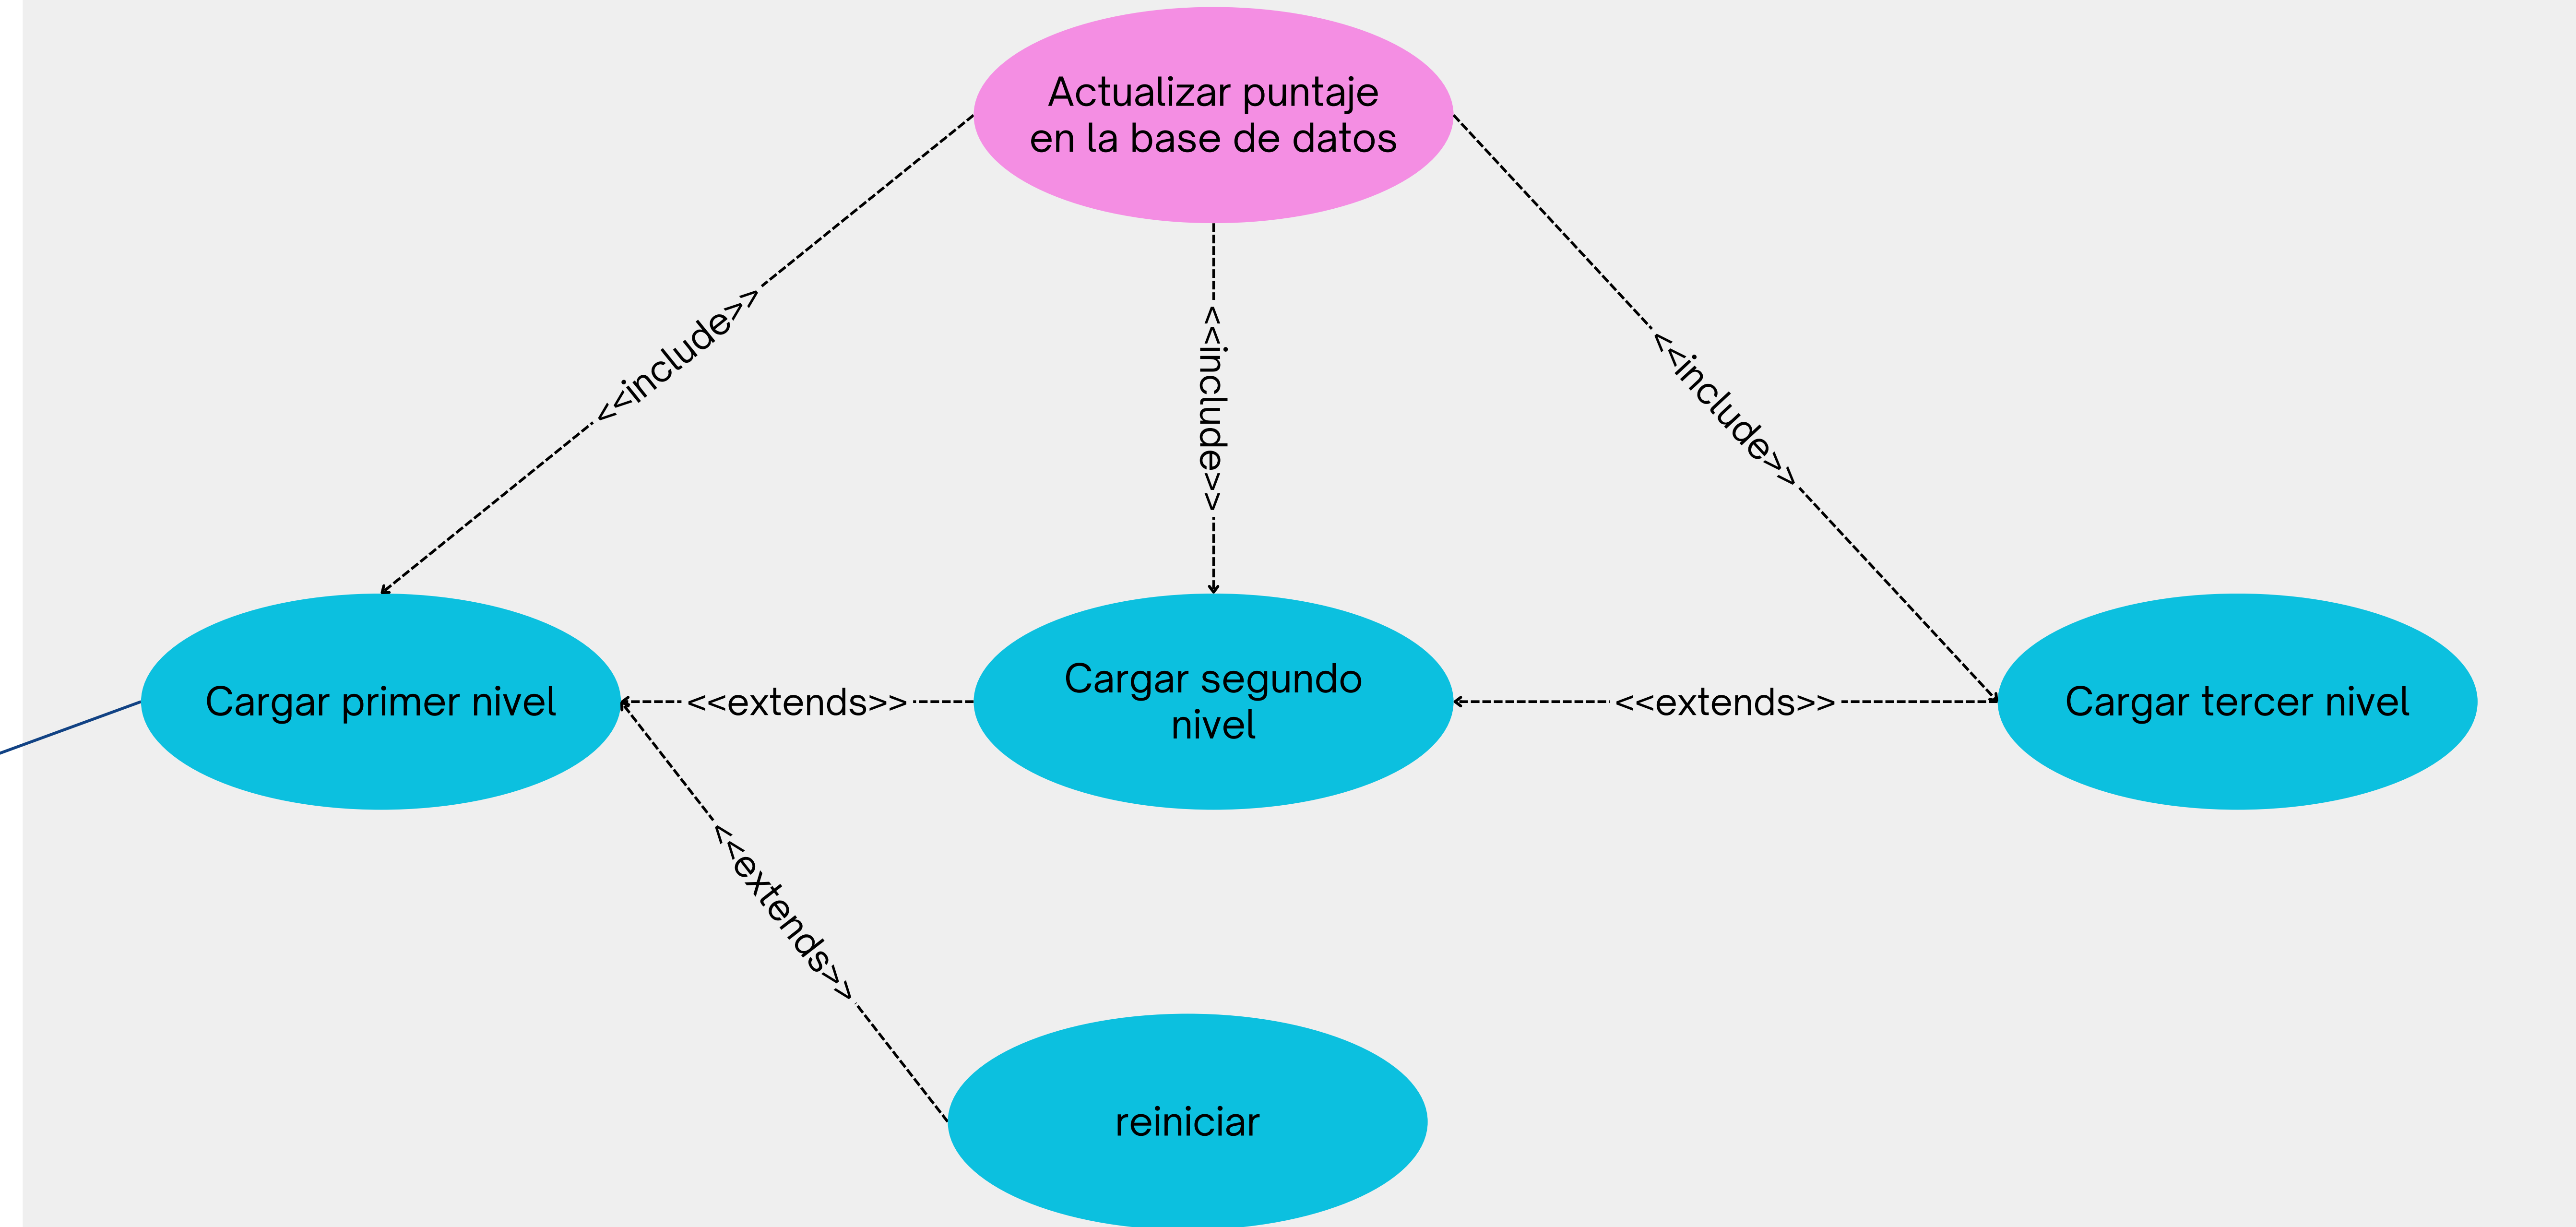 Actualizar puntaje
en la base de datos
<<include>>
<<include>>
<<include>>
Cargar primer nivel
<<extends>>
Cargar segundo
nivel
<<extends>>
Cargar tercer nivel
<<extends>>
reiniciar